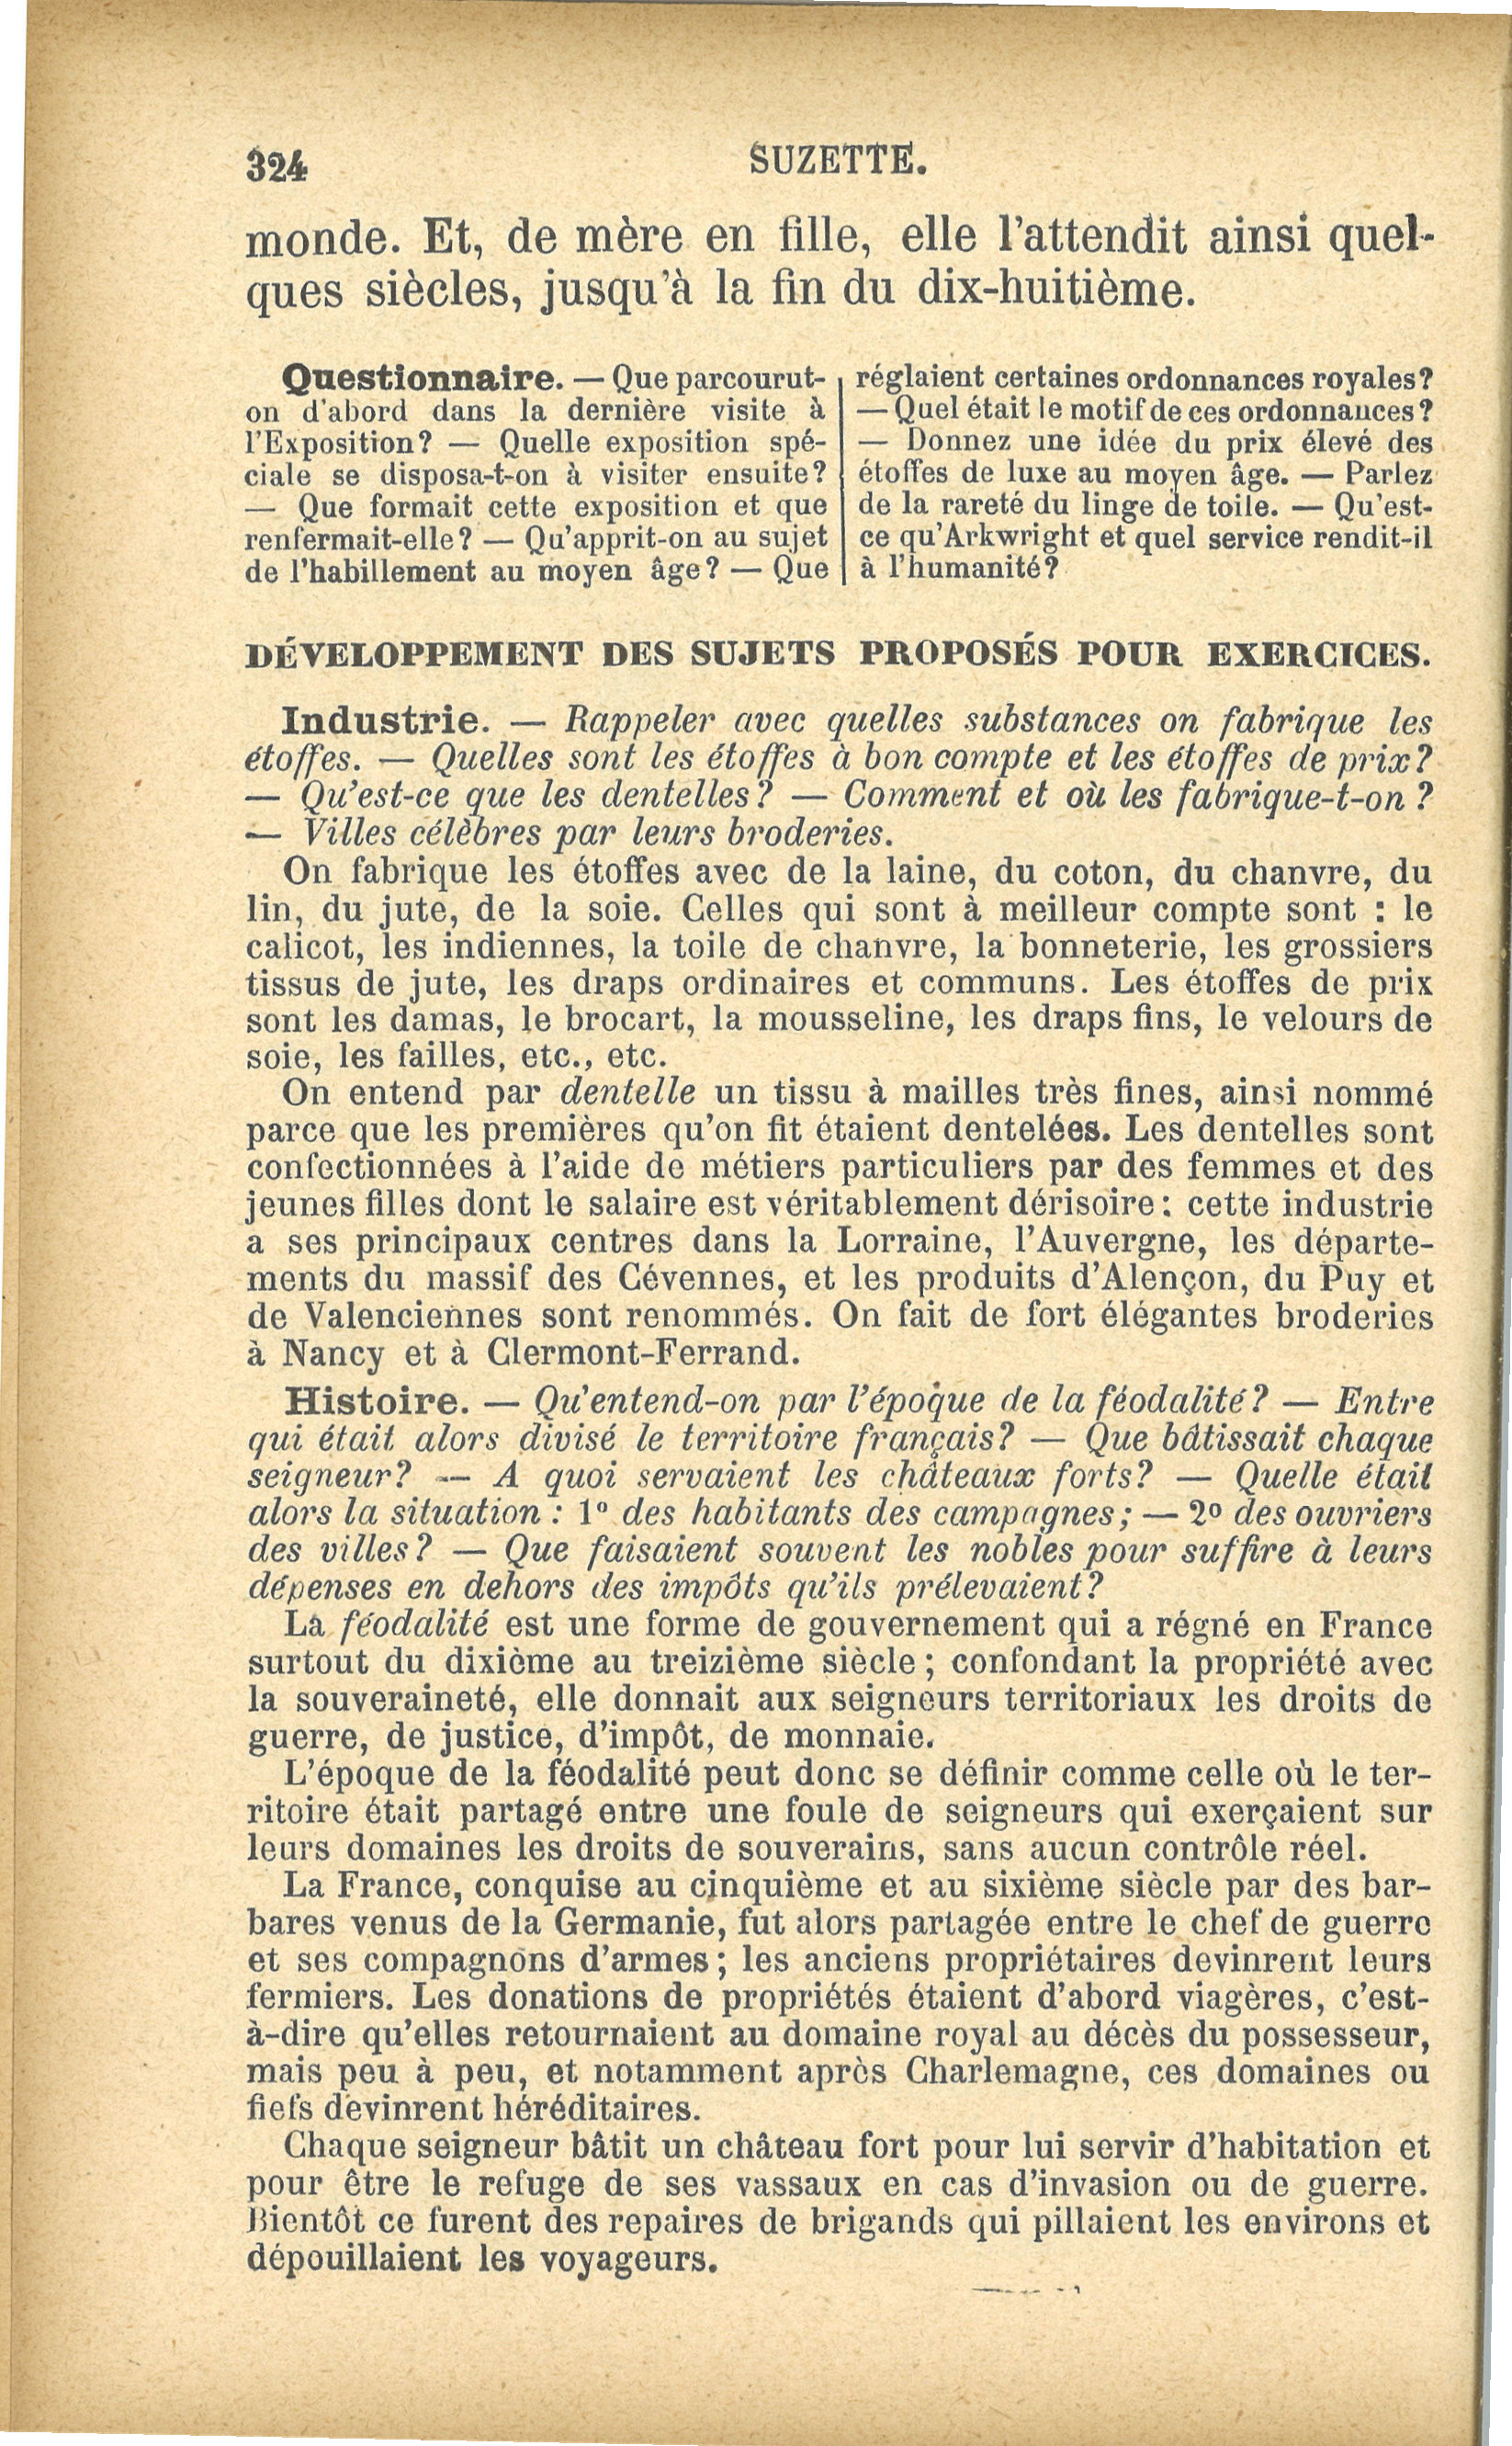 324
SUZETTE.
monde. Et, de mère en fille, elle l'attendit ainsi quel-
ques siècles, jusqu'à la fin du dix-huitième.
Questionnaire. — Que parcourut-
on d'abord dans la dernière visite à
l'Exposition? — Quelle exposition spé-
ciale se disposa-t-on à visiter ensuite?
— Que formait cette exposition et que
renfermait-elle? — Qu'apprit-on au sujet
de l'habillement au moyen âge? — Que
réglaient certaines ordonnances royales?
— Quel était le motif de ces ordonnances?
— Donnez une idée du prix élevé des
étoffes de luxe au moyen âge. — Parlez
de la rareté du linge de toile. — Qu'est-
ce qu'Arkwright et quel service rendit-il
à l'humanité?
DÉVELOPPEMENT DES SUJETS PROPOSÉS POUR EXERCICES.
Industrie. — Rappeler avec quelles substances on fabrique les
étoffes. — Quelles sont les étoffes à bon compte et les étoffes de prix?
— Qu'est-ce que les dentelles? — Comment et où les fabrique-t-on?
— Villes célèbres par leurs broderies.
On fabrique les étoffes avec de la laine, du coton, du chanvre, du
lin, du jute, de la soie. Celles qui sont à meilleur compte sont : le
calicot, les indiennes, la toile de chanvre, la bonneterie, les grossiers
tissus de jute, les draps ordinaires et communs. Les étoffes de prix
sont les damas, le brocart, la mousseline, les draps fins, le velours de
soie, les failles, etc., etc.
On entend par dentelle un tissu à mailles très fines, ainsi nommé
parce que les premières qu'on fit étaient dentelées. Les dentelles sont
confectionnées à l'aide de métiers particuliers par des femmes et des
jeunes filles dont le salaire est véritablement dérisoire : cette industrie
a ses principaux centres dans la Lorraine, l'Auvergne, les départe-
ments du massif des Cévennes, et les produits d'Alençon, du Puy et
de Valenciennes sont renommés. On fait de fort élégantes broderies
à Nancy et à Clermont-Ferrand.
Histoire. — Qu'entend-on par l'époque de la féodalité? — Entre
qui était alors divisé le territoire français? — Que bâtissait chaque
seigneur? — A quoi servaient les châteaux forts? — Quelle était
alors la situation : 1° des habitants des campagnes; — 2° des ouvriers
des villes? — Que faisaient souvent les nobles pour suffire à leurs
dépenses en dehors des impôts qu'ils prélevaient?
La féodalité est une forme de gouvernement qui a régné en France
surtout du dixième au treizième siècle; confondant la propriété avec
la souveraineté, elle donnait aux seigneurs territoriaux les droits de
guerre, de justice, d'impôt, de monnaie.
L'époque de la féodalité peut donc se définir comme celle où le ter-
ritoire était partagé entre une foule de seigneurs qui exerçaient sur
leurs domaines les droits de souverains, sans aucun contrôle réel.
La France, conquise au cinquième et au sixième siècle par des bar-
bares venus de la Germanie, fut alors partagée entre le chef de guerre
et ses compagnons d'armes; les anciens propriétaires devinrent leurs
fermiers. Les donations de propriétés étaient d'abord viagères, c'est-
à-dire qu'elles retournaient au domaine royal au décès du possesseur,
mais peu à peu, et notamment après Charlemagne, ces domaines ou
fiefs devinrent héréditaires.
Chaque seigneur bâtit un château fort pour lui servir d'habitation et
pour être le refuge de ses vassaux en cas d'invasion ou de guerre.
Bientôt ce furent des repaires de brigands qui pillaient les environs et
dépouillaient les voyageurs.